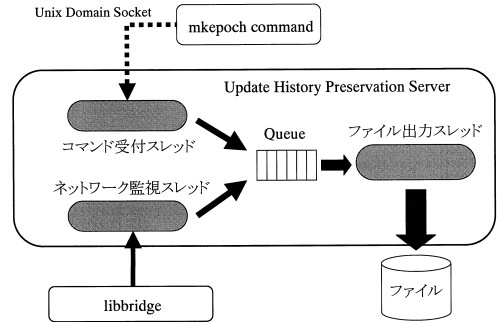 Unix Domain Socket
mkepoch command
Update History Preservation Server
コマンド受付スレッド
Queue
ファイル出力スレッド
ネットワーク監視スレッド
libbridge
ファイル